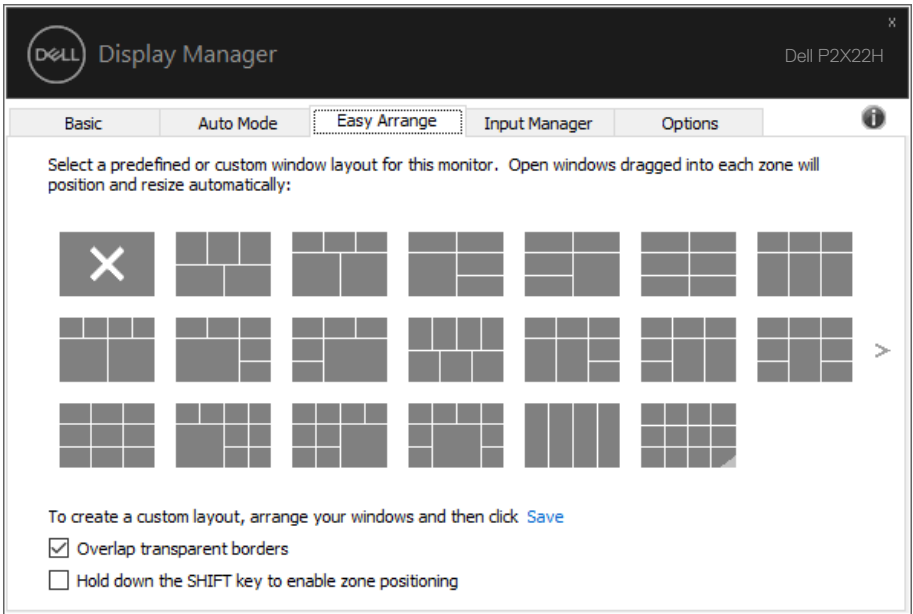 x
DELL Display Manager
Dell P2X22H
Basic Auto Mode Easy Arrange Input Manager Options
Select a predefined or custom window layout for this monitor. Open windows dragged into each zone will
position and resize automatically:
>
To create a custom layout, arrange your windows and then click Save
Overlap transparent borders
Hold down the SHIFT key to enable zone positioning